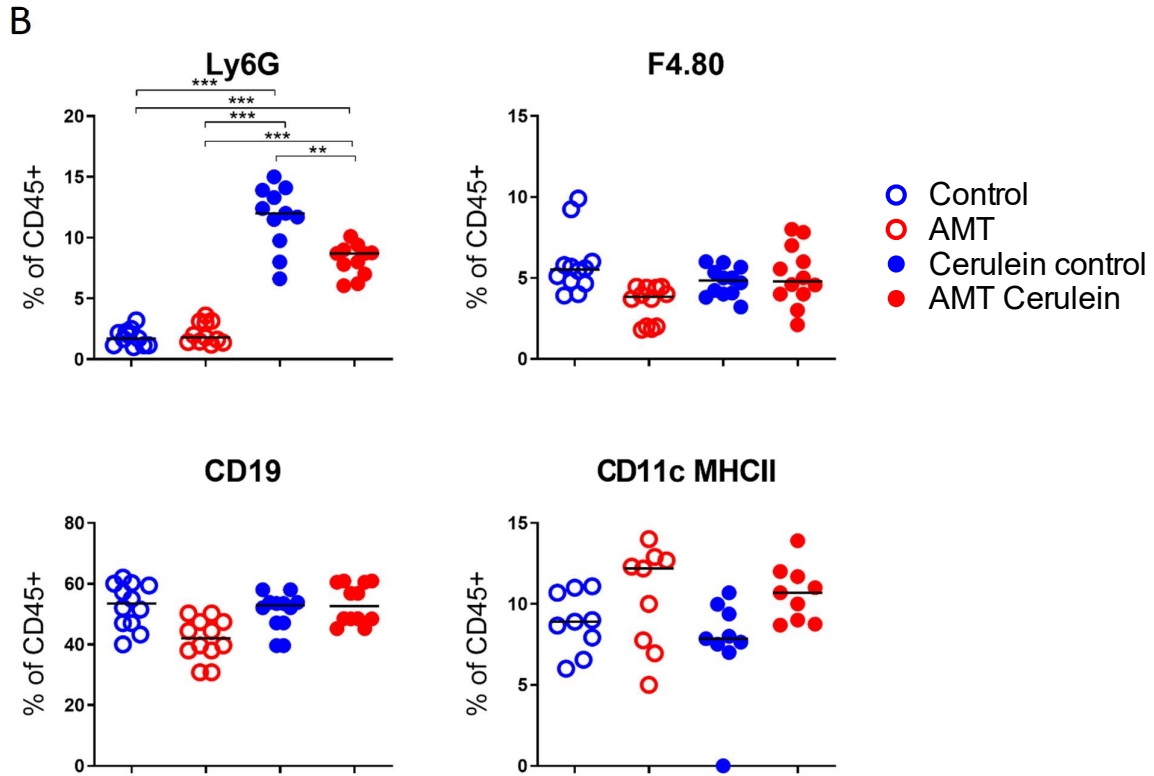 B
Ly6G
***
***
***
***
**
20
15
10
5
0
% of CD45+
F4.80
15
10
5
0
% of CD45+
Control
AMT
Cerulein control
AMT Cerulein
CD19
80
60
40
20
0
% of CD45+
CD11c MHCII
15
10
5
0
% of CD45+